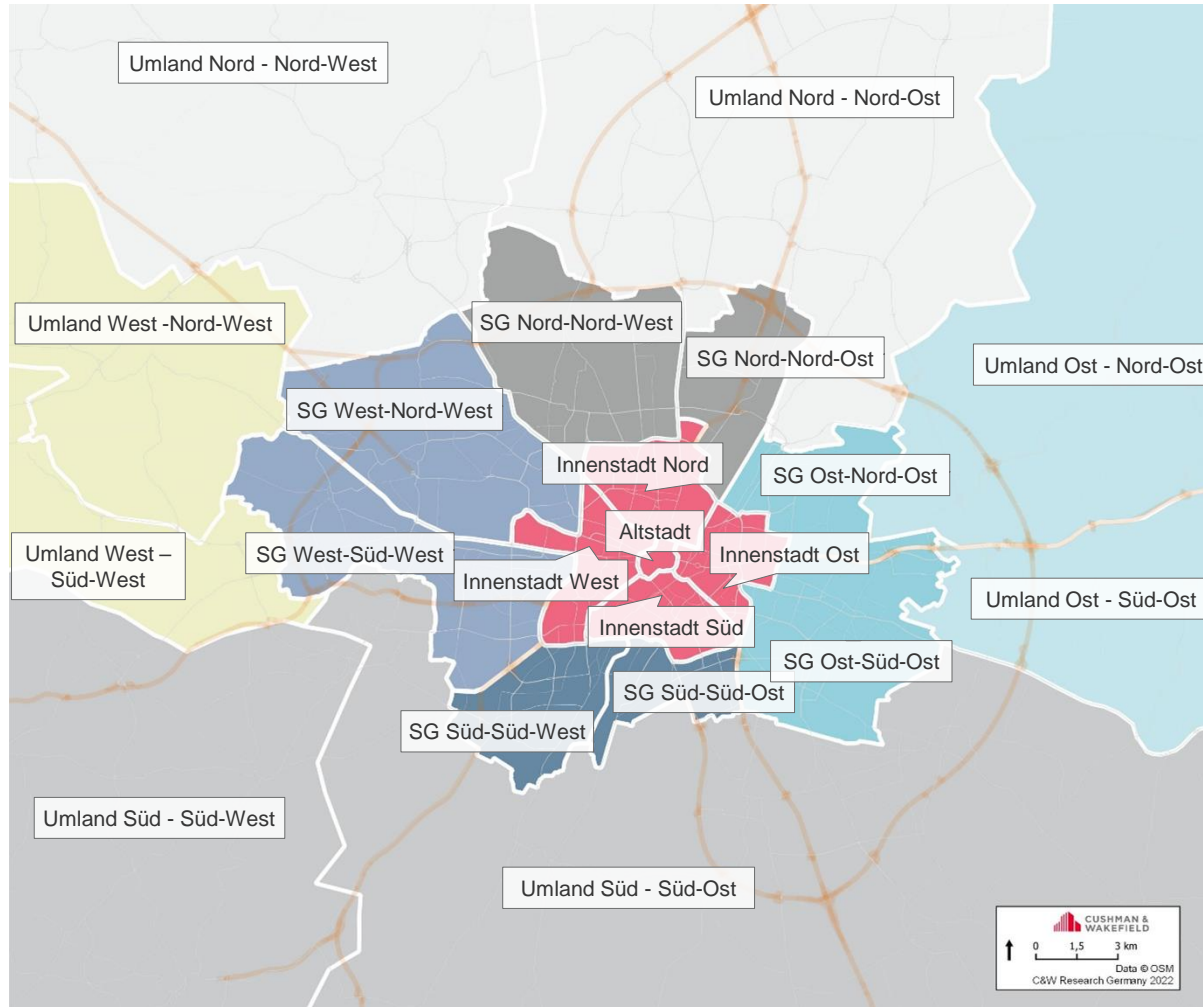 Umland Nord - Nord-West
Umland Nord - Nord-Ost
Umland West -Nord-West
SG Nord-Nord-West
SG Nord-Nord-Ost
Umland Ost - Nord-Ost
SG West-Nord-West
Innenstadt Nord
SG Ost-Nord-Ost
Altstadt
Umland West –
Süd-West
SG West-Süd-West
Innenstadt Ost
Innenstadt West
Umland Ost - Süd-Ost
Innenstadt Süd
SG Ost-Süd-Ost
SG Süd-Süd-Ost
SG Süd-Süd-West
Umland Süd - Süd-West
Umland Süd - Süd-Ost
CUSHMAN &
WAKEFIELD
0 1,5 3 km
Data © OSM
C&W Research Germany 2022